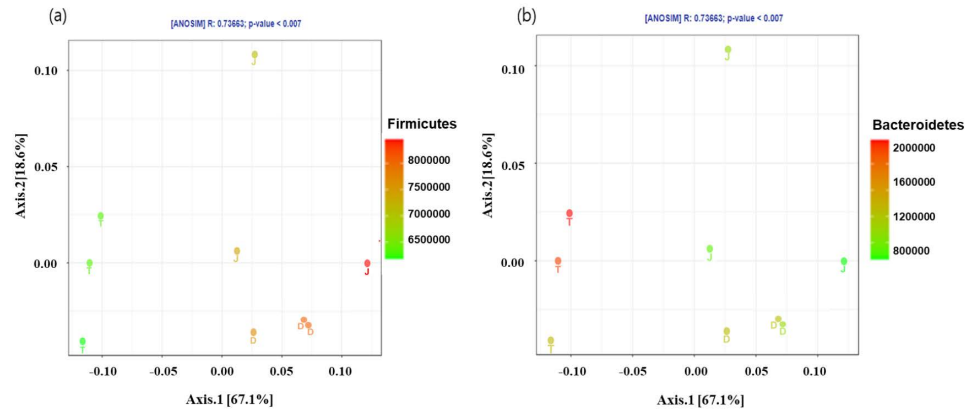 (a)
[ANOSIM] R: 0.73663; p-value < 0.007
J
0.10
Firmicutes
8000000
0.05
7500000
7000000
T
6500000
J
0.00
T
J
D D
D
T
-0.10 -0.05 0.00 0.05 0.10
Axis.1 [67.1%]
Axis.2[18.6%]
(b)
[ANOSIM] R: 0.73663; p-value < 0.007
J
0.10
Bacteroidetes
2000000
0.05
1600000
T
1200000
J
800000
0.00
T
J
D D
D
T
-0.10 -0.05 0.00 0.05 0.10
Axis.1 [67.1%]
Axis.2[18.6%]